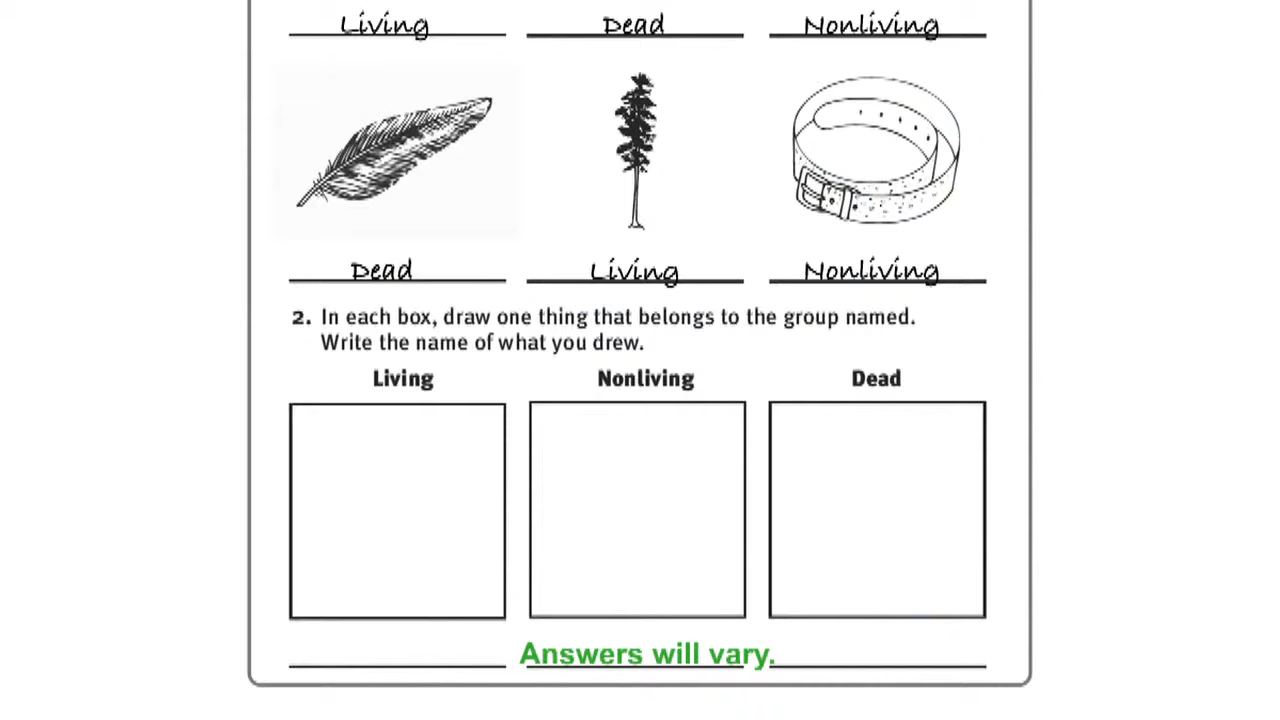 Living Dead Nonliving
Dead Living Nonliving
2. In each box, draw one thing that belongs to the group named.
Write the name of what you drew.
Living Nonliving Dead
Answers will vary.